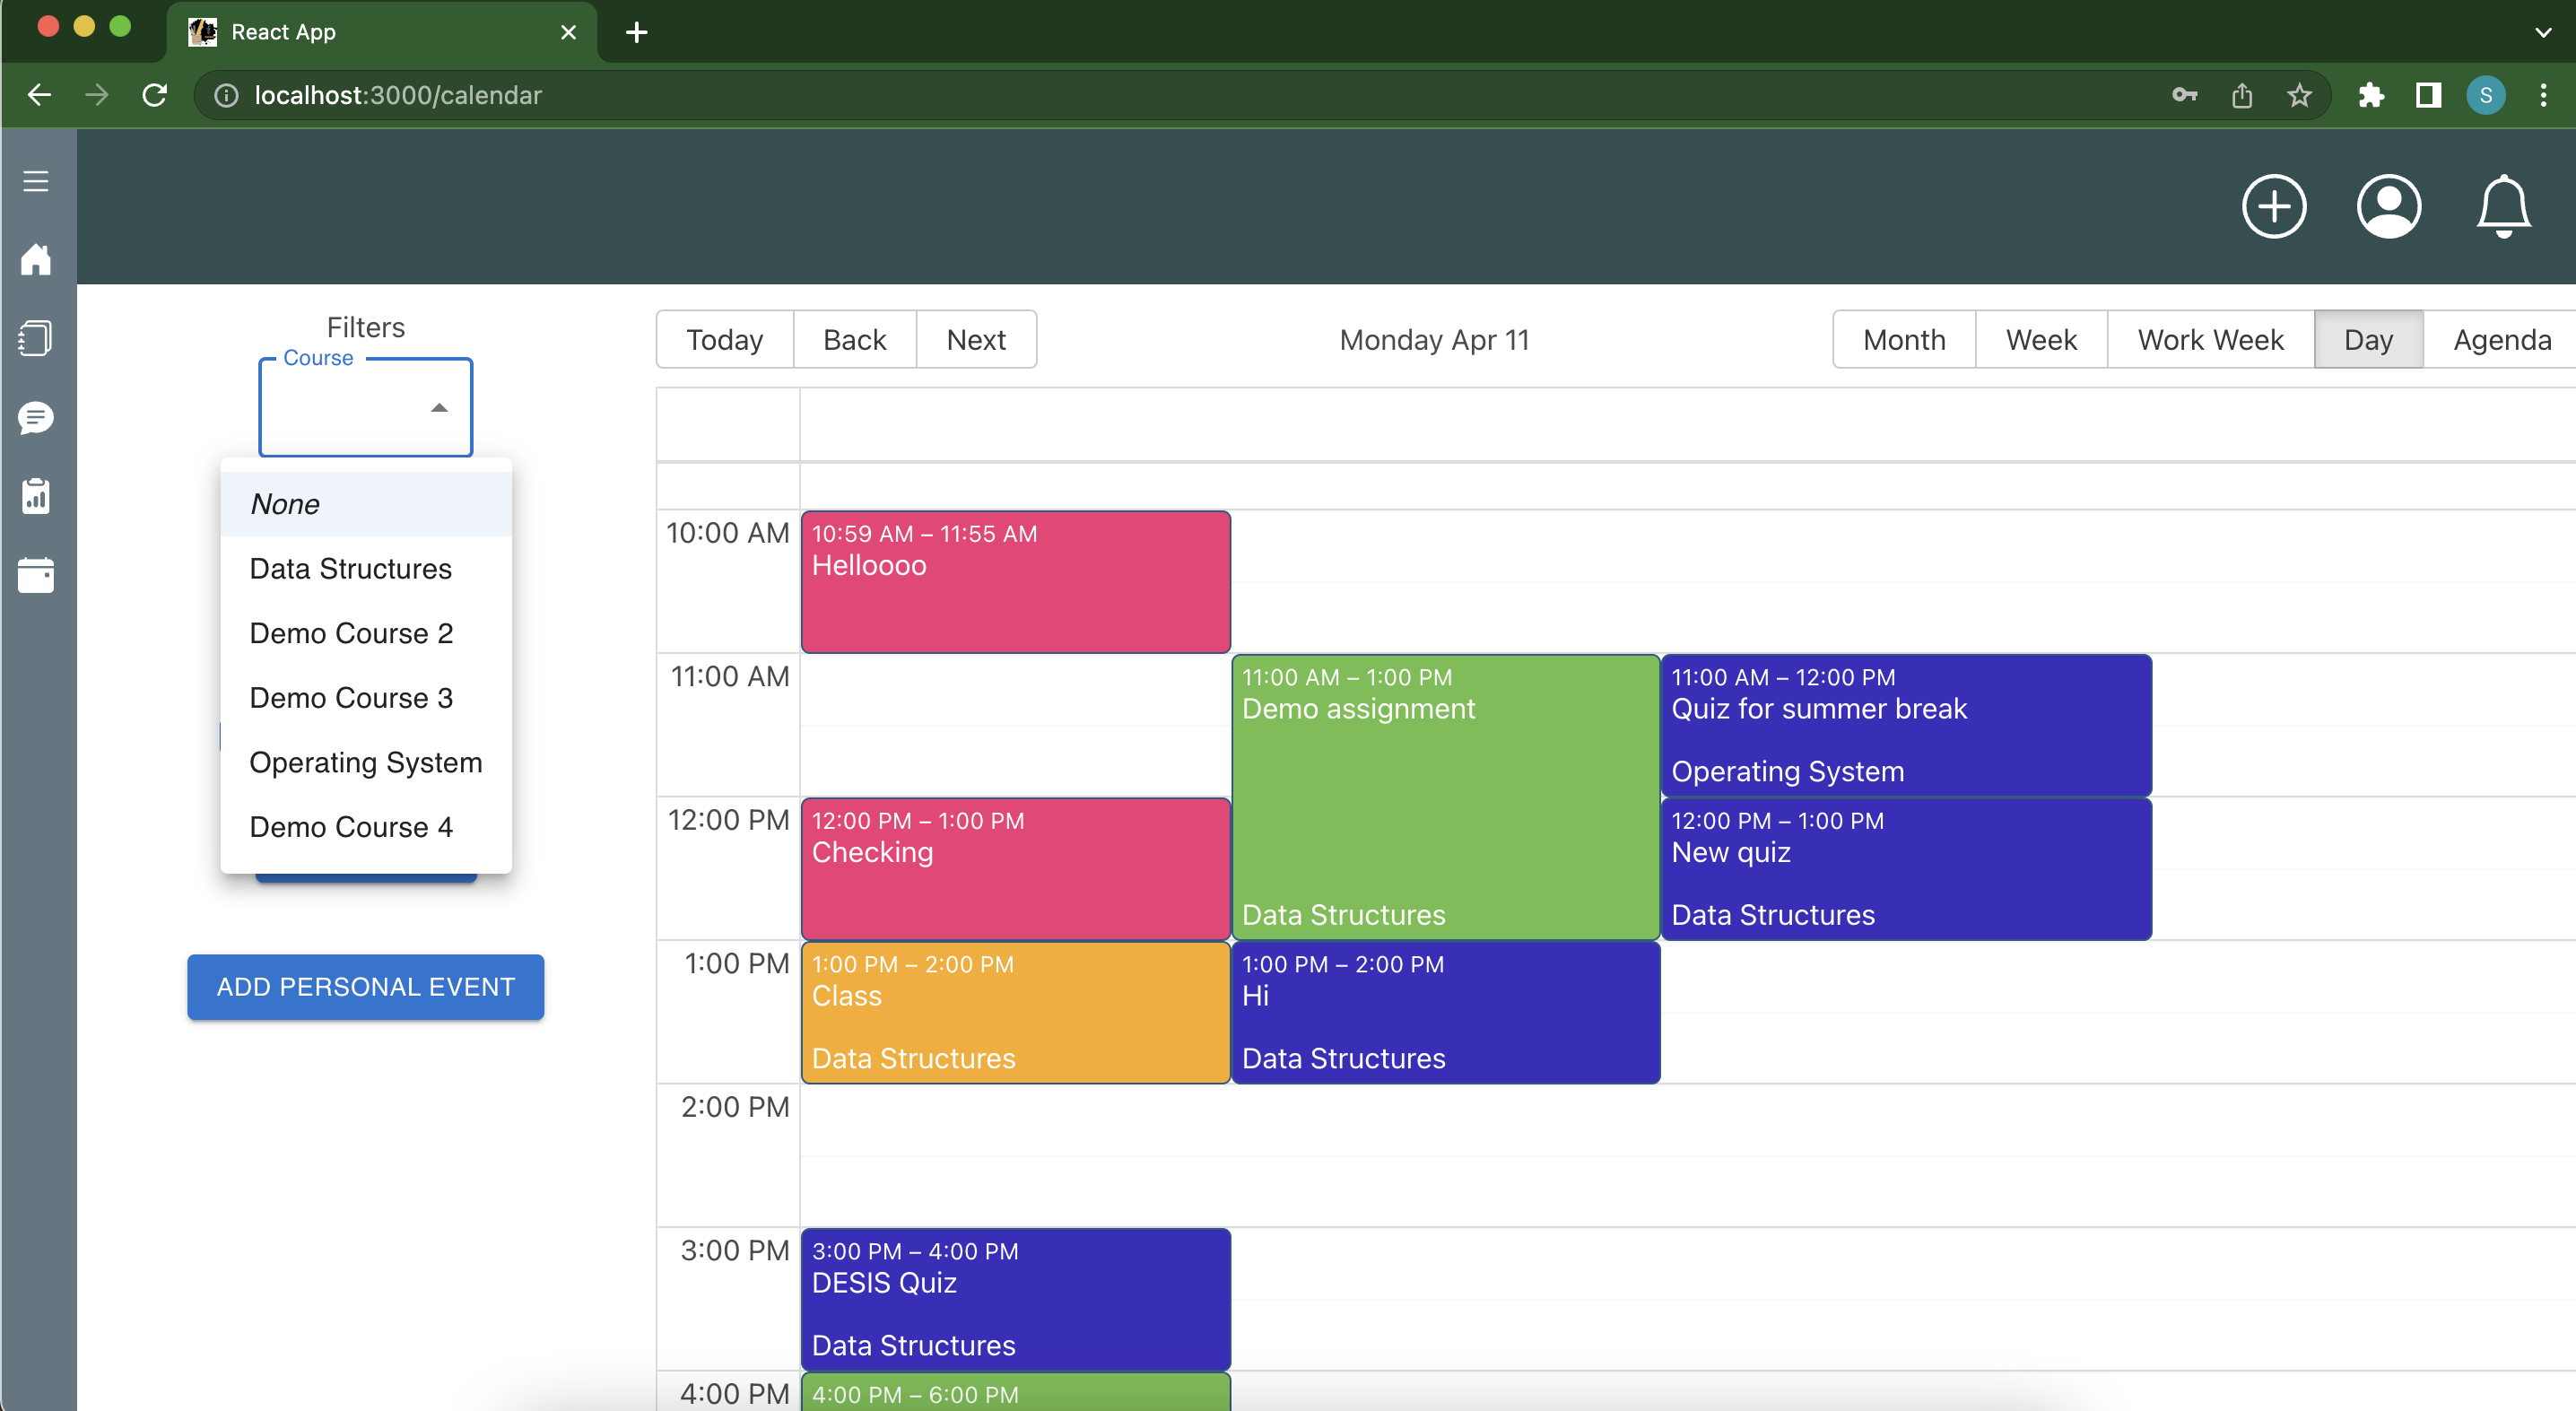 React App
localhost:3000/calendar
S
Filters
Course
None
Data Structures
Demo Course 2
Demo Course 3
Operating System
Demo Course 4
ADD PERSONAL EVENT
Today Back Next
Monday Apr 11
Month Week Work Week Day Agenda
10:00 AM
10:59 AM – 11:55 AM
Helloooo
11:00 AM
11:00 AM – 1:00 PM
Demo assignment
Data Structures
11:00 AM – 12:00 PM
Quiz for summer break
Operating System
12:00 PM
12:00 PM – 1:00 PM
Checking
12:00 PM – 1:00 PM
New quiz
Data Structures
1:00 PM
1:00 PM – 2:00 PM
Class
Data Structures
1:00 PM – 2:00 PM
Hi
Data Structures
2:00 PM
3:00 PM
3:00 PM – 4:00 PM
DESIS Quiz
Data Structures
4:00 PM
4:00 PM – 6:00 PM